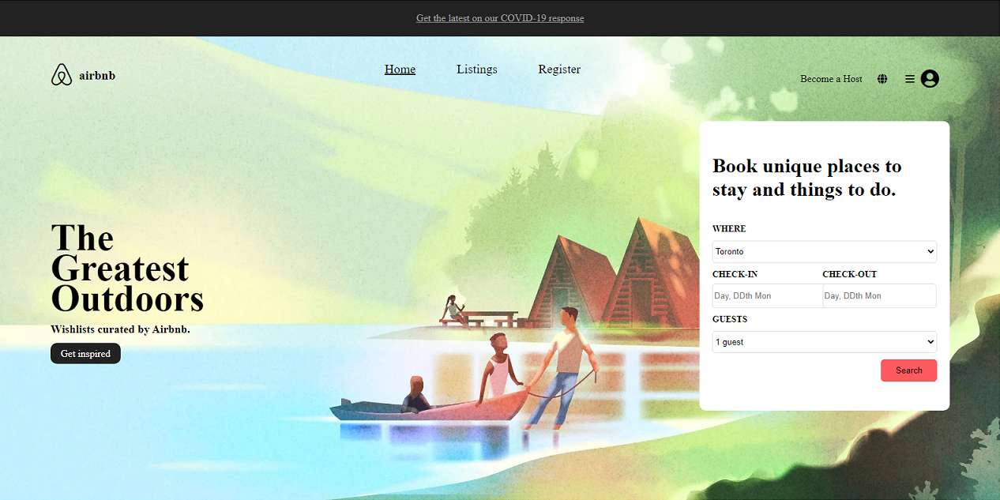 Get the latest on our COVID-19 response
airbnb
Home Listings Register
Become a Host
Book unique places to
stay and things to do.
WHERE
Toronto
CHECK-IN CHECK-OUT
Day, DDth Mon Day, DDth Mon
GUESTS
1 guest
Search
The
Greatest
Outdoors
Wishlists curated by Airbnb.
Get inspired